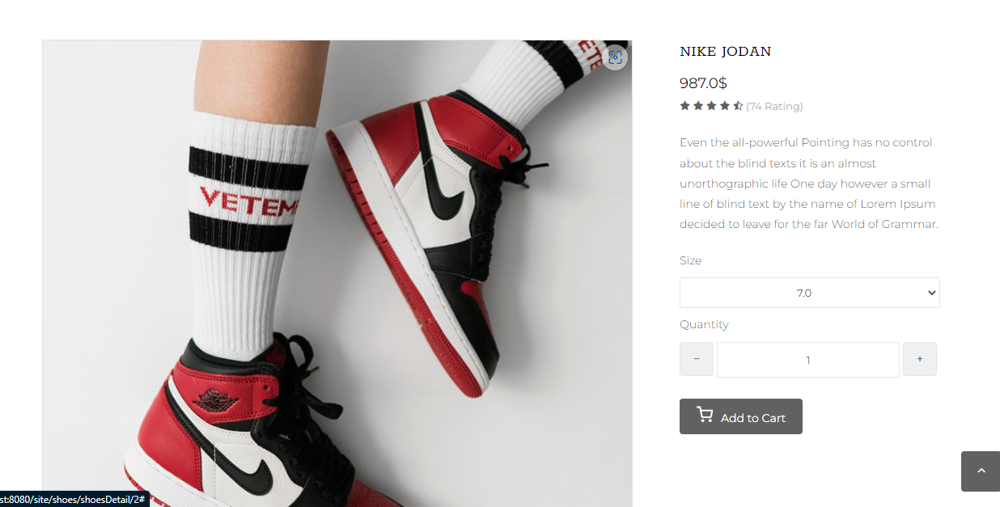 NIKE JODAN
987.0$
(74 Rating)
Even the all-powerful Pointing has no control
about the blind texts it is an almost
unorthographic life One day however a small
line of blind text by the name of Lorem Ipsum
decided to leave for the far World of Grammar.
Size
7.0
Quantity
−
1
+
Add to Cart
VETEM
ETE
st:8080/site/shoes/shoesDetail/2#